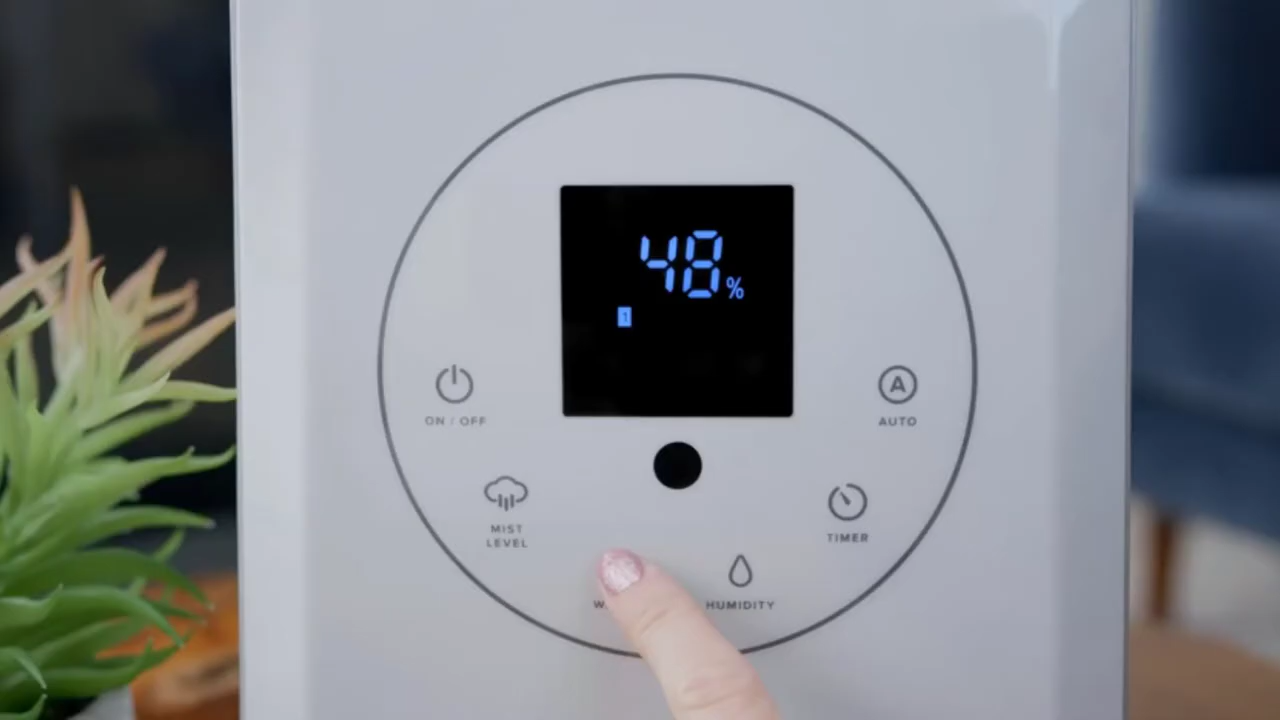 48%
1
A
ON / OFF
AUTO
MIST
LEVEL
TIMER
HUMIDITY